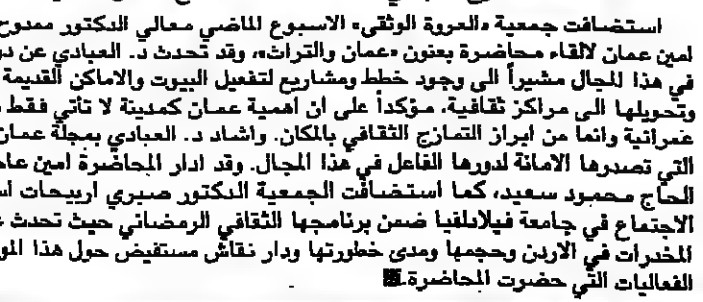 استضافت جمعية «العروة الوثقى» الاسبوع الماضي معالي الدكتور ممدوح
امين عمان لالقاء محاضرة بعنون «عمان والتراث»، وقد تحدث د. العبادي عن
في هذا المجال مشيراً الى وجود خطط ومشاريع لتفعيل البيوت والاماكن القديمة
وتحويلها الى مراكز ثقافية، مؤكداً على ان اهمية عمان كمدينة لا تأتي فقط
عمرانية وانما من ابراز التمازج الثقافي بالمكان. واشاد د. العبادي بمجلة عمان
التي تصدرها الامانة لدورها الفاعل في هذا المجال. وقد ادار المحاضرة امين
الحاج محمود سعيد، كما استضافت الجمعية الدكتور صبري اربيحات
الاجتماع في جامعة فيلادلفيا ضمن برنامجها الثقافي الرمضاني حيث تحدث
المخدرات في الاردن وحجمها ومدى خطورتها ودار نقاش مستفيض حول هذا
الفعاليات التي حضرت المحاضرة.